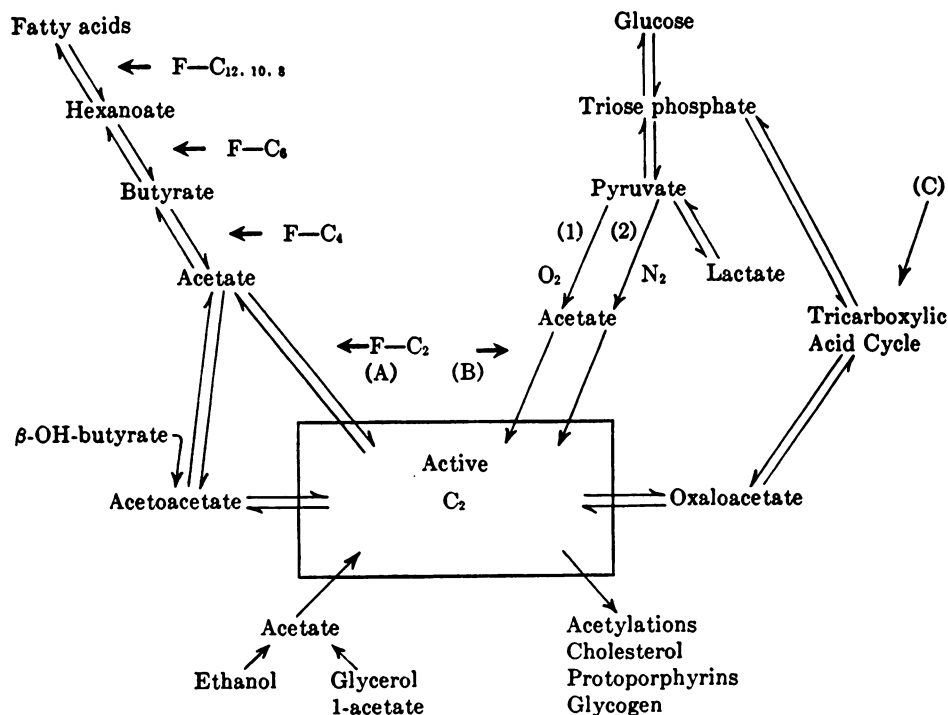 Fatty acids
Glucose
F—C₁₂, ₁₀, ₈
Hexanoate
Triose phosphate
F—C₆
Butyrate
Pyruvate
(C)
F—C₄
(1)
(2)
Acetate
O₂
N₂
Lactate
Acetate
Tricarboxylic
Acid Cycle
F—C₂
(A)
(B)
β-OH-butyrate
Active
C₂
Acetoacetate
Oxaloacetate
Acetate
Ethanol
Glycerol
1-acetate
Acetylations
Cholesterol
Protoporphyrins
Glycogen